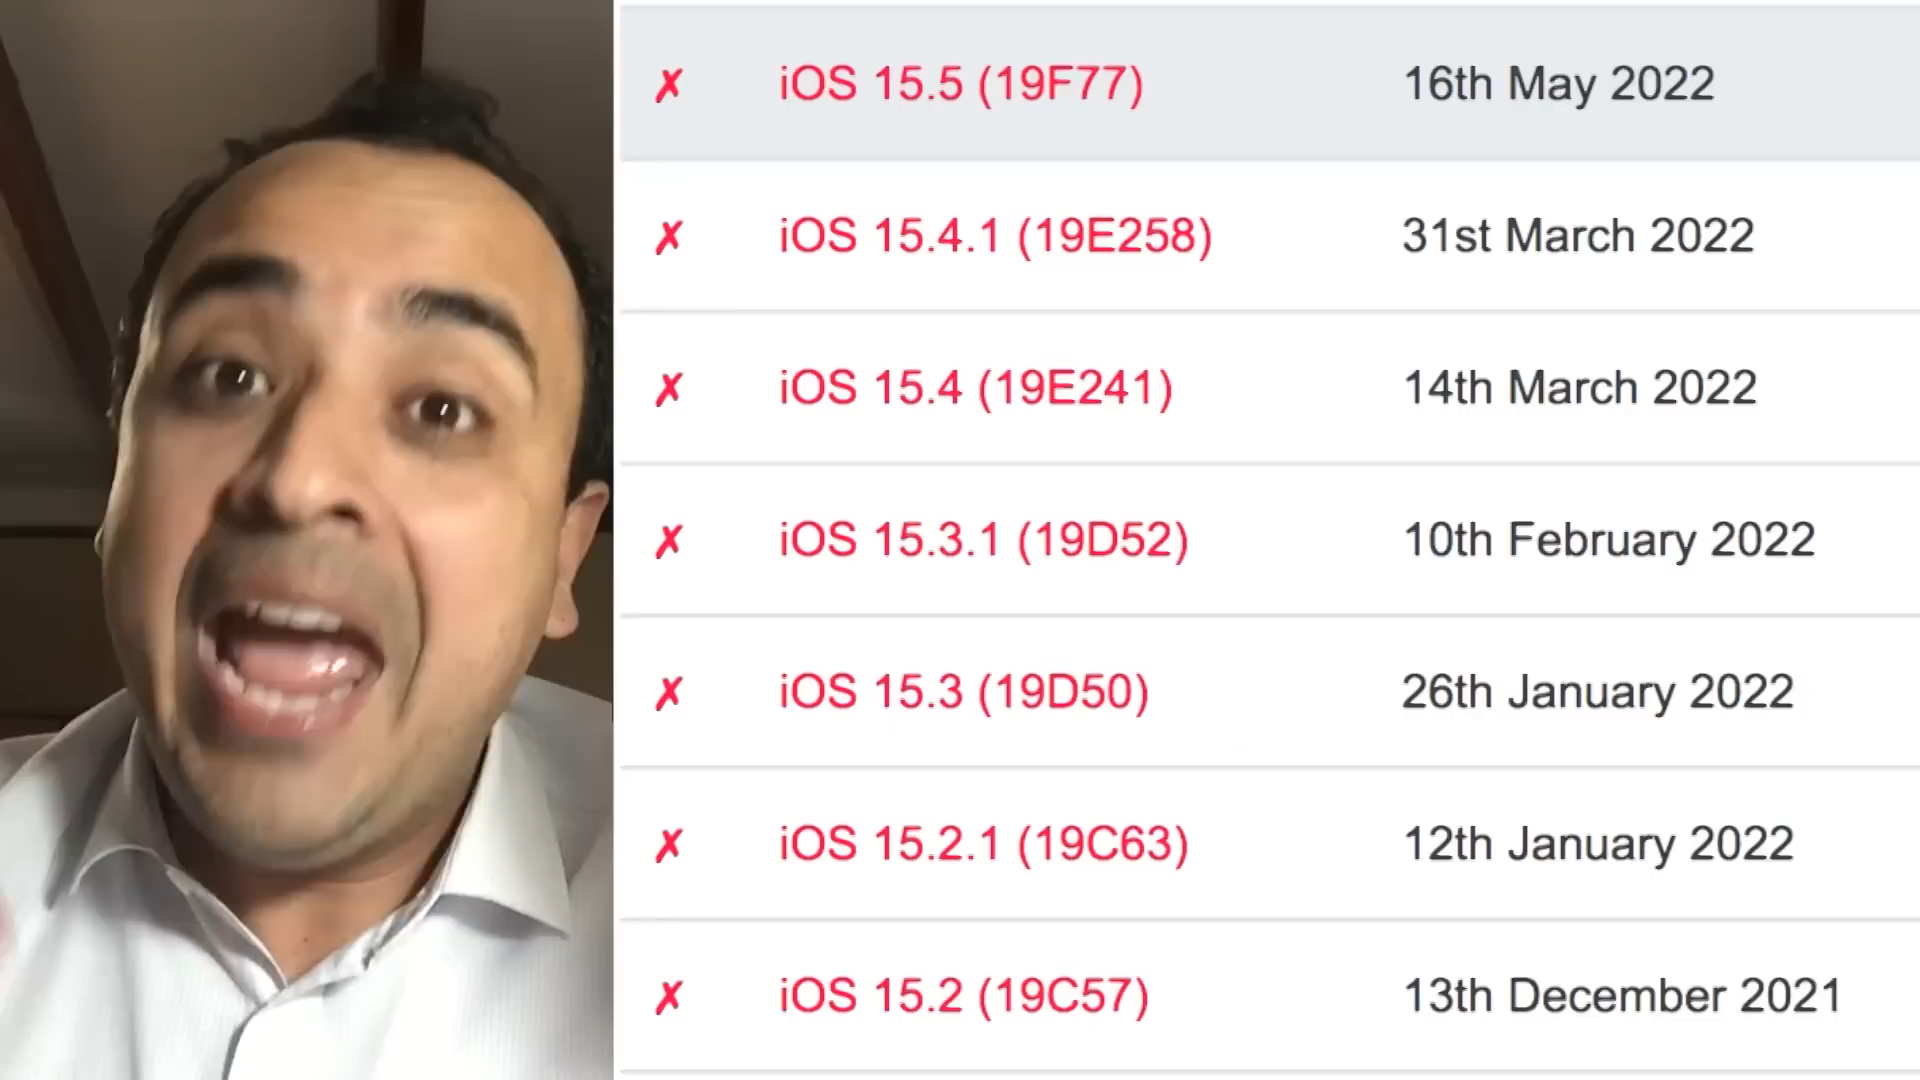 ✗ iOS 15.5 (19F77) 16th May 2022
✗ iOS 15.4.1 (19E258) 31st March 2022
✗ iOS 15.4 (19E241) 14th March 2022
✗ iOS 15.3.1 (19D52) 10th February 2022
✗ iOS 15.3 (19D50) 26th January 2022
✗ iOS 15.2.1 (19C63) 12th January 2022
✗ iOS 15.2 (19C57) 13th December 2021